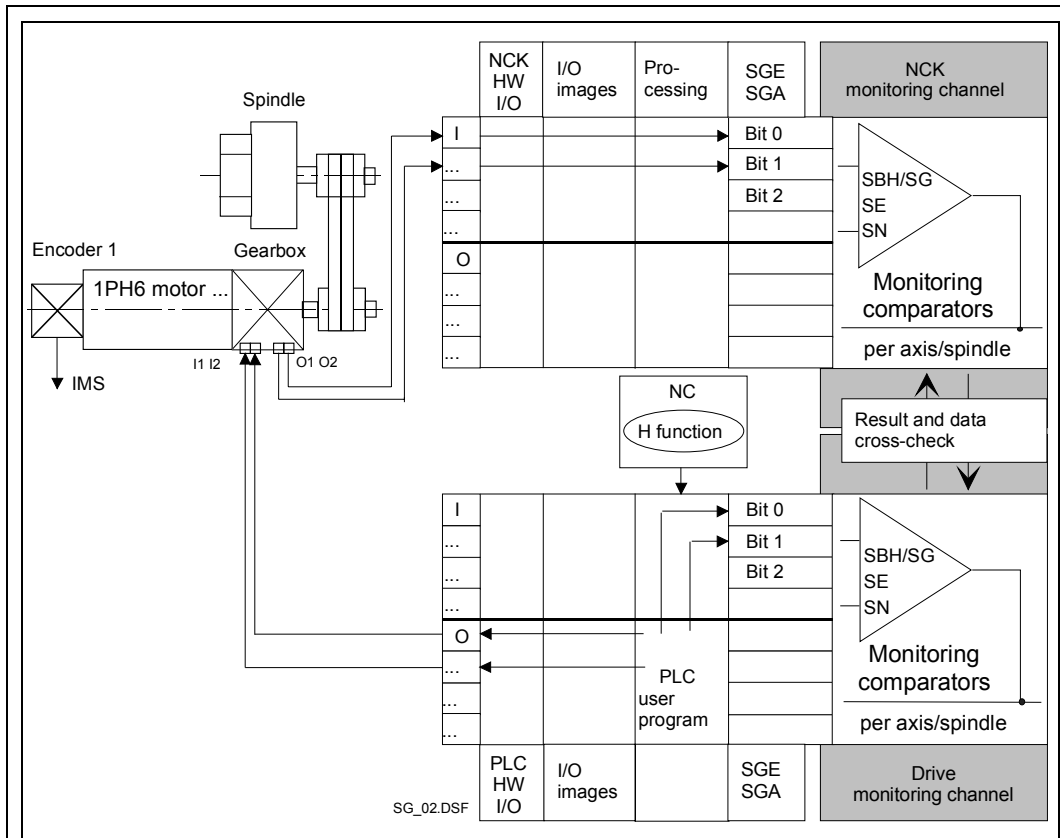 NCK
HW
I/O
I/O
images
Pro-
cessing
SGE
SGA
NCK
monitoring channel
Spindle
I
...
...
...
O
...
...
...
Bit 0
Bit 1
Bit 2
SBH/SG
SE
SN
Monitoring
comparators
per axis/spindle
Encoder 1
Gearbox
1PH6 motor ...
I1 I2
O1 O2
IMS
NC
H function
Result and data
cross-check
I
...
...
...
O
...
...
...
Bit 0
Bit 1
Bit 2
PLC
user
program
SBH/SG
SE
SN
Monitoring
comparators
per axis/spindle
PLC
HW
I/O
I/O
images
SGE
SGA
Drive
monitoring channel
SG_02.DSF